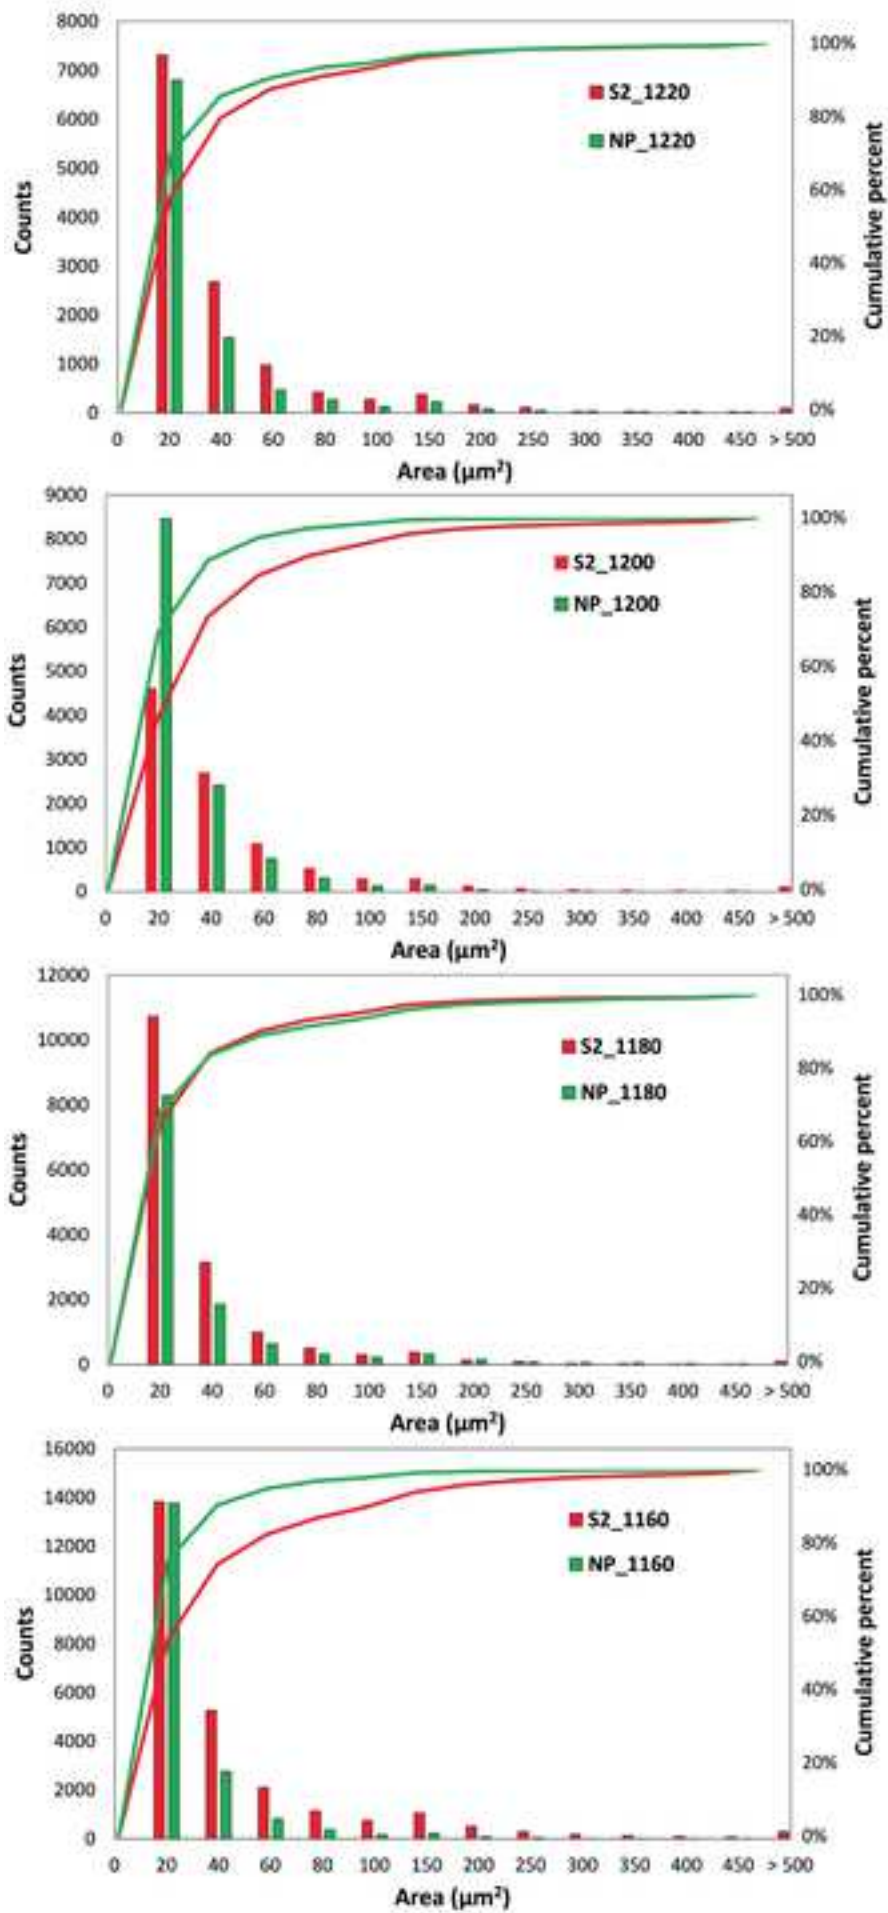 8000
7000
6000
5000
4000
3000
2000
1000
0
Counts
100%
80%
60%
40%
20%
0%
Cumulative percent
S2_1220
NP_1220
0 20 40 60 80 100 150 200 250 300 350 400 450 > 500
Area (µm²)
9000
8000
7000
6000
5000
4000
3000
2000
1000
0
Counts
100%
80%
60%
40%
20%
0%
Cumulative percent
S2_1200
NP_1200
0 20 40 60 80 100 150 200 250 300 350 400 450 > 500
Area (µm²)
12000
10000
8000
6000
4000
2000
0
Counts
100%
80%
60%
40%
20%
0%
Cumulative percent
S2_1180
NP_1180
0 20 40 60 80 100 150 200 250 300 350 400 450 > 500
Area (µm²)
16000
14000
12000
10000
8000
6000
4000
2000
0
Counts
100%
80%
60%
40%
20%
0%
Cumulative percent
S2_1160
NP_1160
0 20 40 60 80 100 150 200 250 300 350 400 450 > 500
Area (µm²)